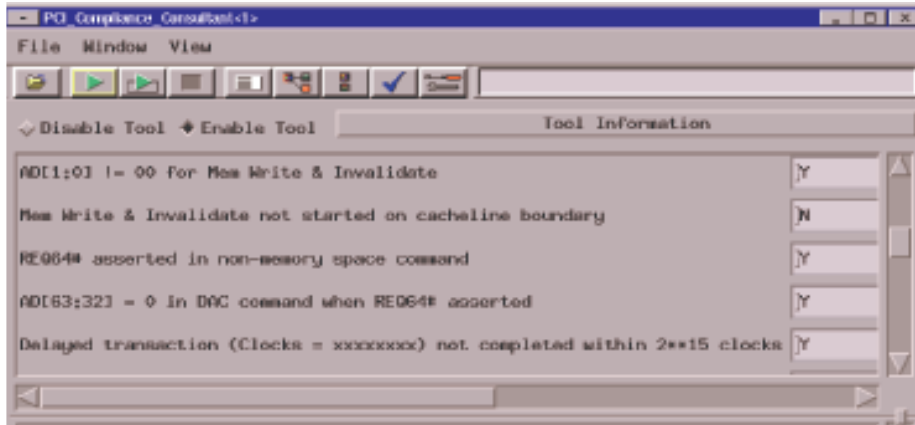 PCI_Compliance_Consultant<1>
File Window View
Disable Tool Enable Tool Tool Information
AD[1:0] != 00 for Mem Write & Invalidate Y
Mem Write & Invalidate not started on cacheline boundary N
REQ64# asserted in non-memory space command Y
AD[63:32] = 0 in DAC command when REQ64# asserted Y
Delayed transaction (Clocks = xxxxxxxx) not completed within 2**15 clocks Y